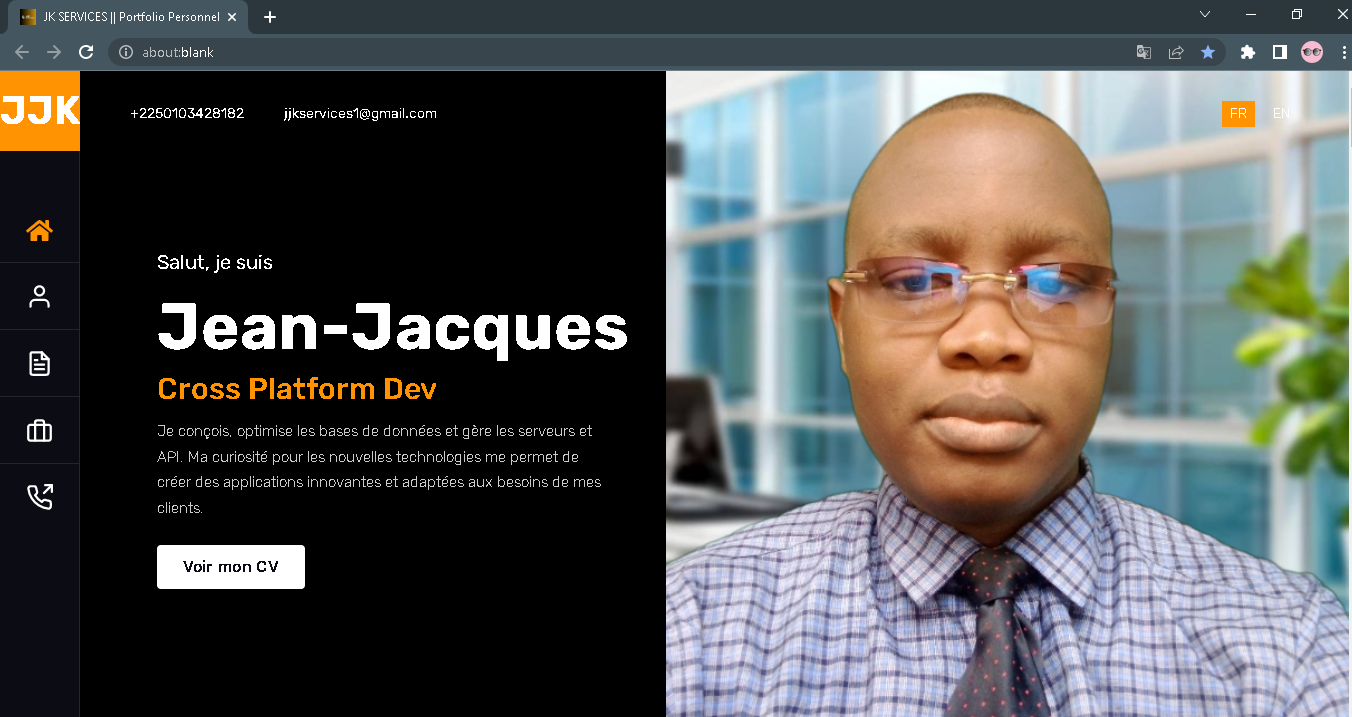 JK SERVICES || Portfolio Personnel
about:blank
JJK
+2250103428182 jjkservices1@gmail.com
FR EN
Salut, je suis
Jean-Jacques
Cross Platform Dev
Je conçois, optimise les bases de données et gère les serveurs et
API. Ma curiosité pour les nouvelles technologies me permet de
créer des applications innovantes et adaptées aux besoins de mes
clients.
Voir mon CV